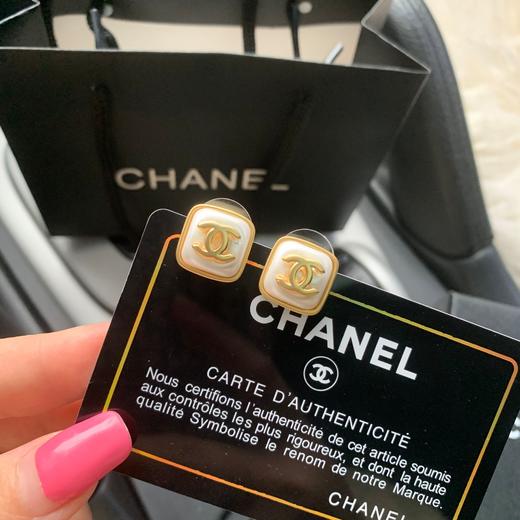 CHANEL
CHANEL
CARTE D'AUTHENTICITÉ
Nous certifions l'authenticité de cet article soumis
aux contrôles les plus rigoureux, et dont la haute
qualité Symbolise le renom de notre Marque.
CHANEL